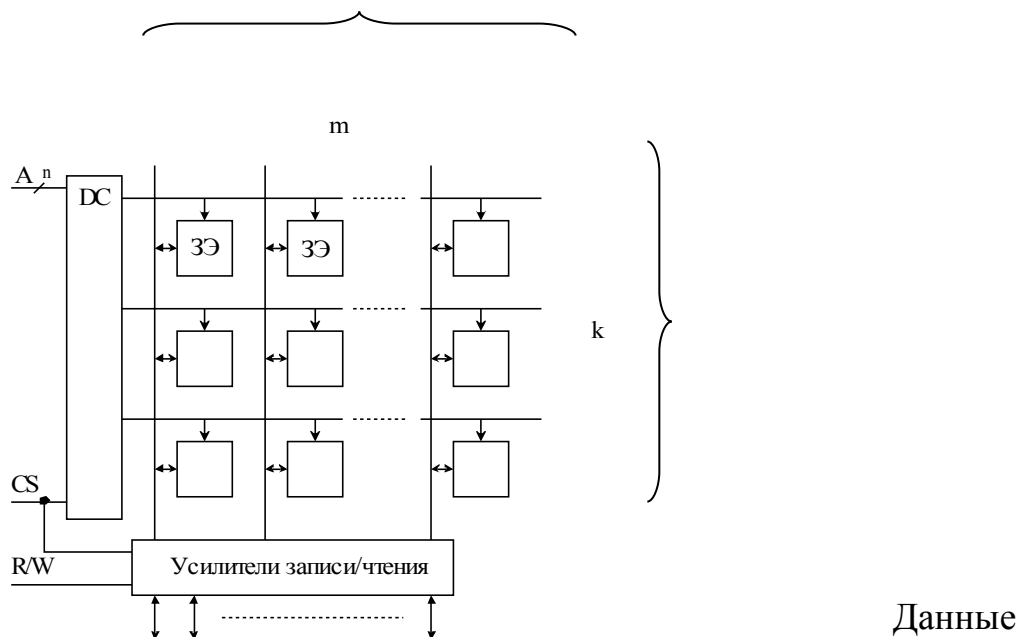 m
A n
DC
ЗЭ ЗЭ
k
CS
R/W
Усилители записи/чтения
Данные